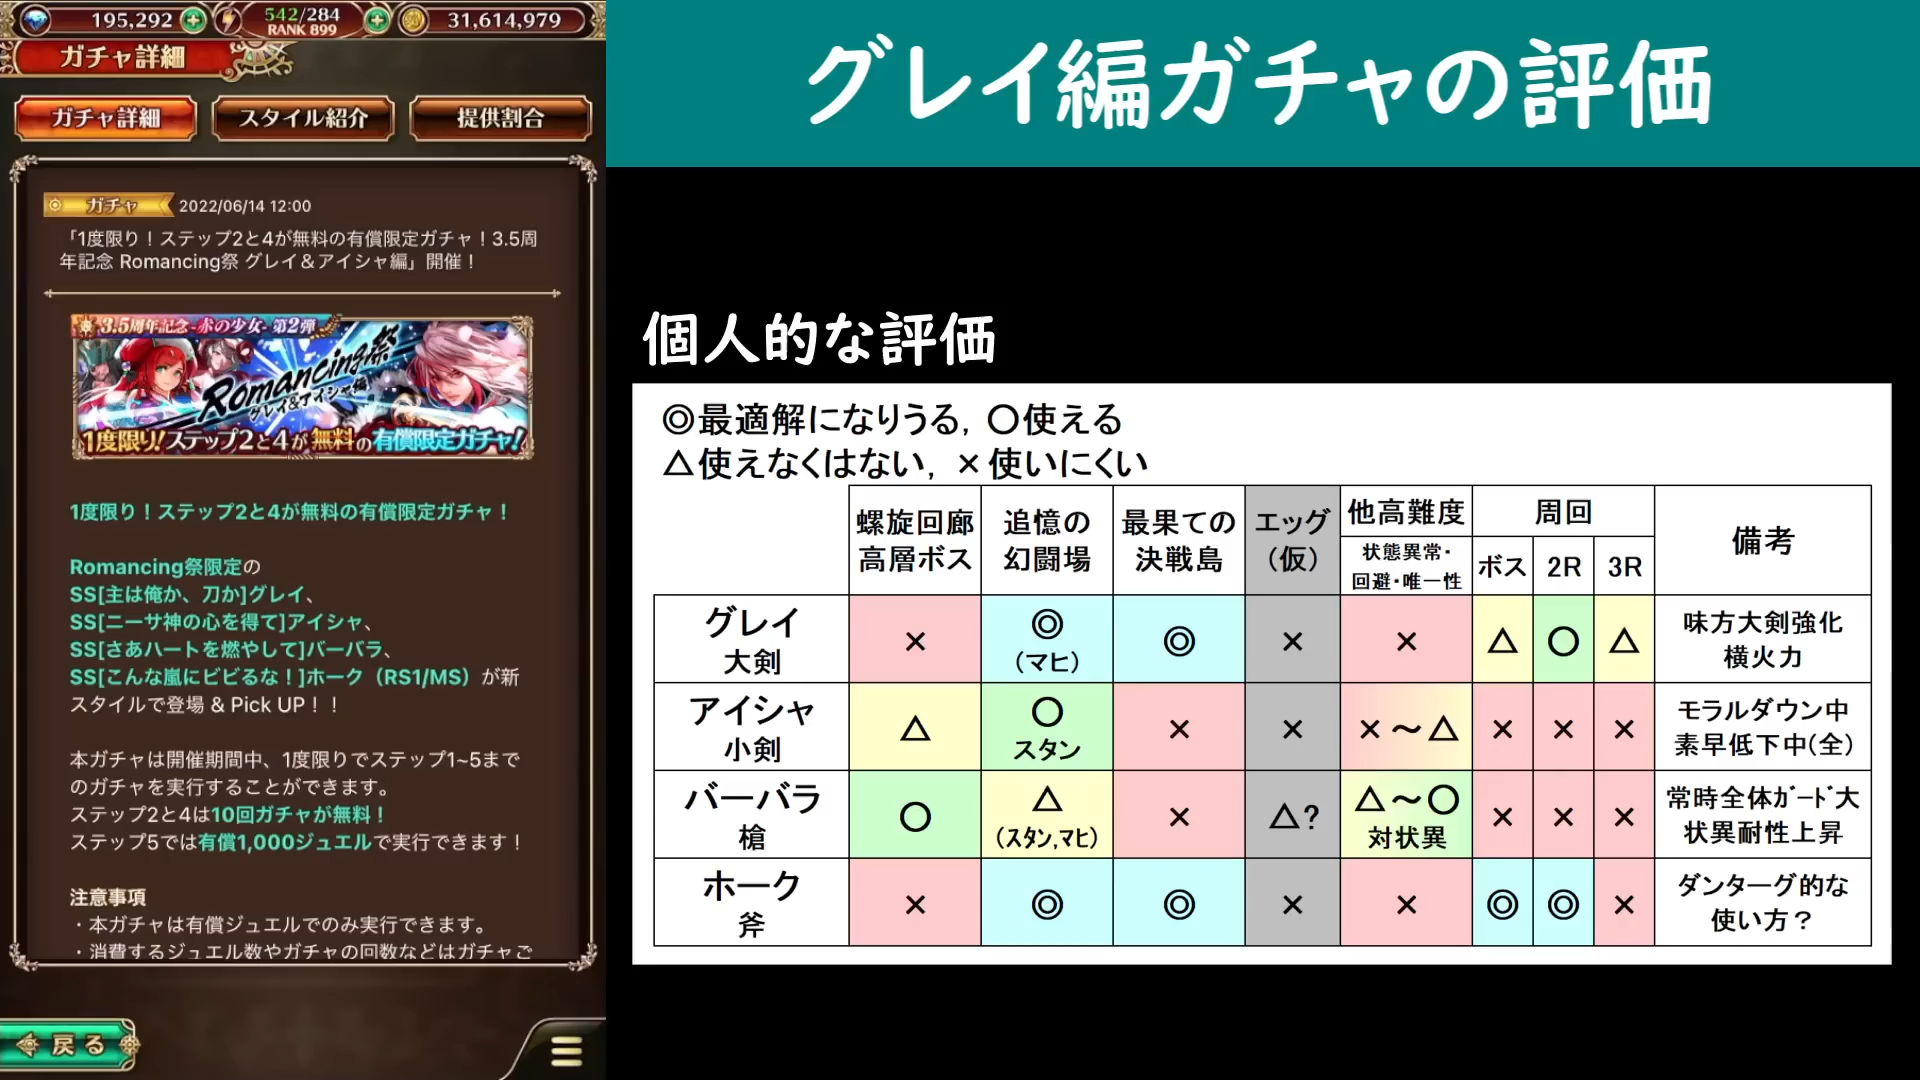 195,292
542/284
RANK 899
31,614,979
ガチャ詳細
ガチャ詳細
スタイル紹介
提供割合
ガチャ
2022/06/14 12:00
「1度限り！ステップ2と4が無料の有償限定ガチャ！3.5周
年記念 Romancing祭 グレイ＆アイシャ編」開催！
3.5周年記念-赤の少女-第2弾
Romancing祭
グレイ&アイシャ編
1度限り!ステップ2と4が無料の有償限定ガチャ!
1度限り！ステップ2と4が無料の有償限定ガチャ！
Romancing祭限定の
SS[主は俺か、刀か]グレイ、
SS[ニーサ神の心を得て]アイシャ、
SS[さあハートを燃やして]バーバラ、
SS[こんな嵐にビビるな！]ホーク（RS1/MS）が新
スタイルで登場 & Pick UP！！
本ガチャは開催期間中、1度限りでステップ1~5まで
のガチャを実行することができます。
ステップ2と4は10回ガチャが無料！
ステップ5では有償1,000ジュエルで実行できます！
注意事項
・本ガチャは有償ジュエルでのみ実行できます。
・消費するジュエル数やガチャの回数などはガチャご
戻る
グレイ編ガチャの評価
個人的な評価
◎最適解になりうる, 〇使える
△使えなくはない, ×使いにくい
螺旋回廊
高層ボス
追憶の
幻闘場
最果ての
決戦島
エッグ
(仮)
他高難度
状態異常・
回避・唯一性
周回
ボス
2R
3R
備考
グレイ
大剣
×
◎
(マヒ)
◎
×
×
△
〇
△
味方大剣強化
横火力
アイシャ
小剣
△
〇
スタン
×
×
×～△
×
×
×
モラルダウン中
素早低下中(全)
バーバラ
槍
〇
△
(スタン,マヒ)
×
△?
△～〇
対状異
×
×
×
常時全体ｶﾞｰﾄﾞ大
状異耐性上昇
ホーク
斧
×
◎
◎
×
×
◎
◎
×
ダンターグ的な
使い方？